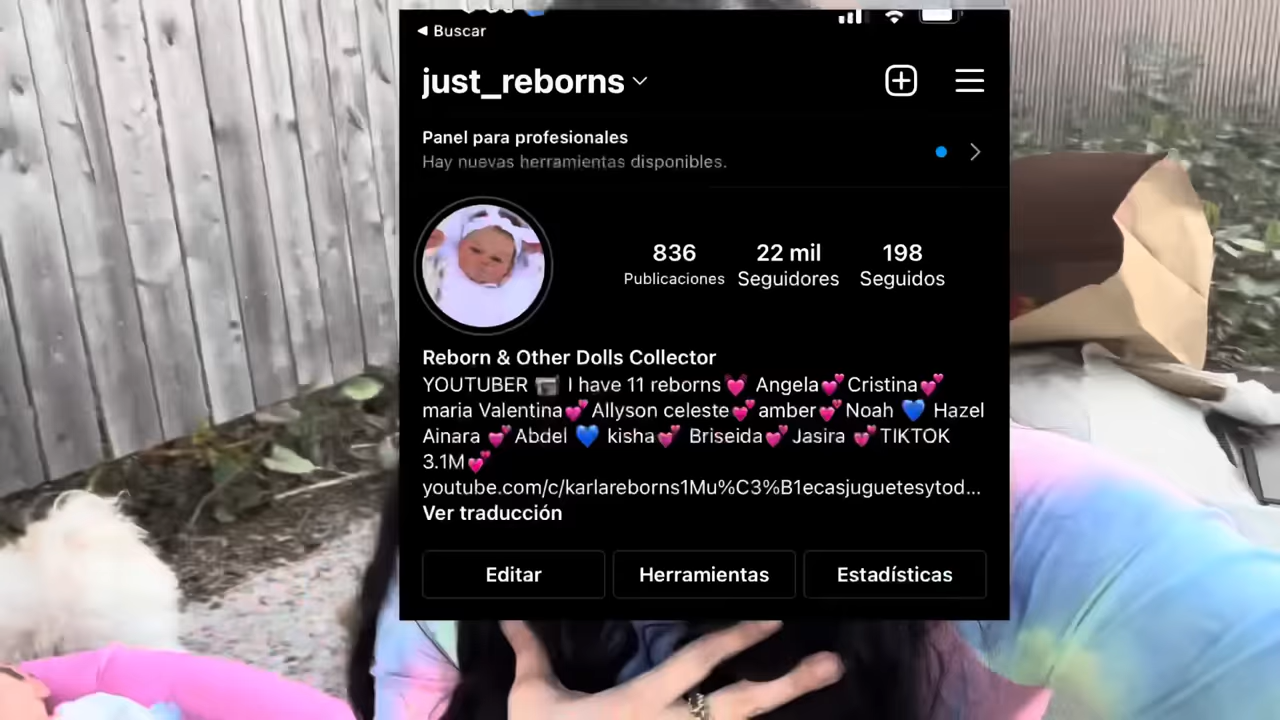 ◀ Buscar
just_reborns
Panel para profesionales
Hay nuevas herramientas disponibles.
836 22 mil 198
Publicaciones Seguidores Seguidos
Reborn & Other Dolls Collector
YOUTUBER 📹 I have 11 reborns💓 Angela💕Cristina💕
maria Valentina💕Allyson celeste💕amber💕Noah 💙 Hazel
Ainara 💕Abdel 💙 kisha💕 Briseida💕Jasira 💕TIKTOK
3.1M💕
youtube.com/c/karlareborns1Mu%C3%B1ecasjuguetesytod...
Ver traducción
Editar Herramientas Estadísticas